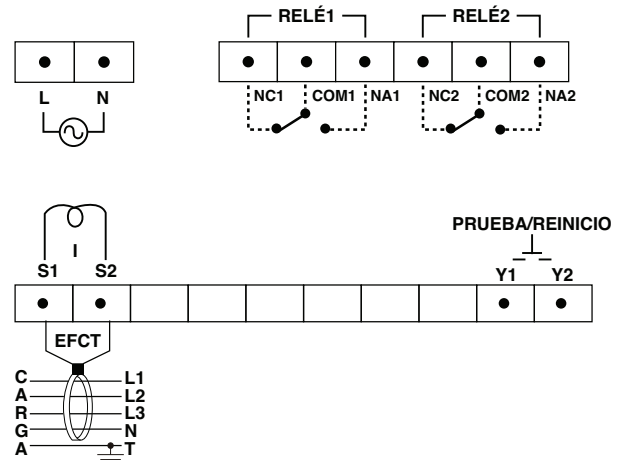 RELÉ1 RELÉ2
L N
NC1 COM1 NA1 NC2 COM2 NA2
PRUEBA/REINICIO
I
S1 S2 Y1 Y2
EFCT
C L1
A L2
R L3
G N
A T